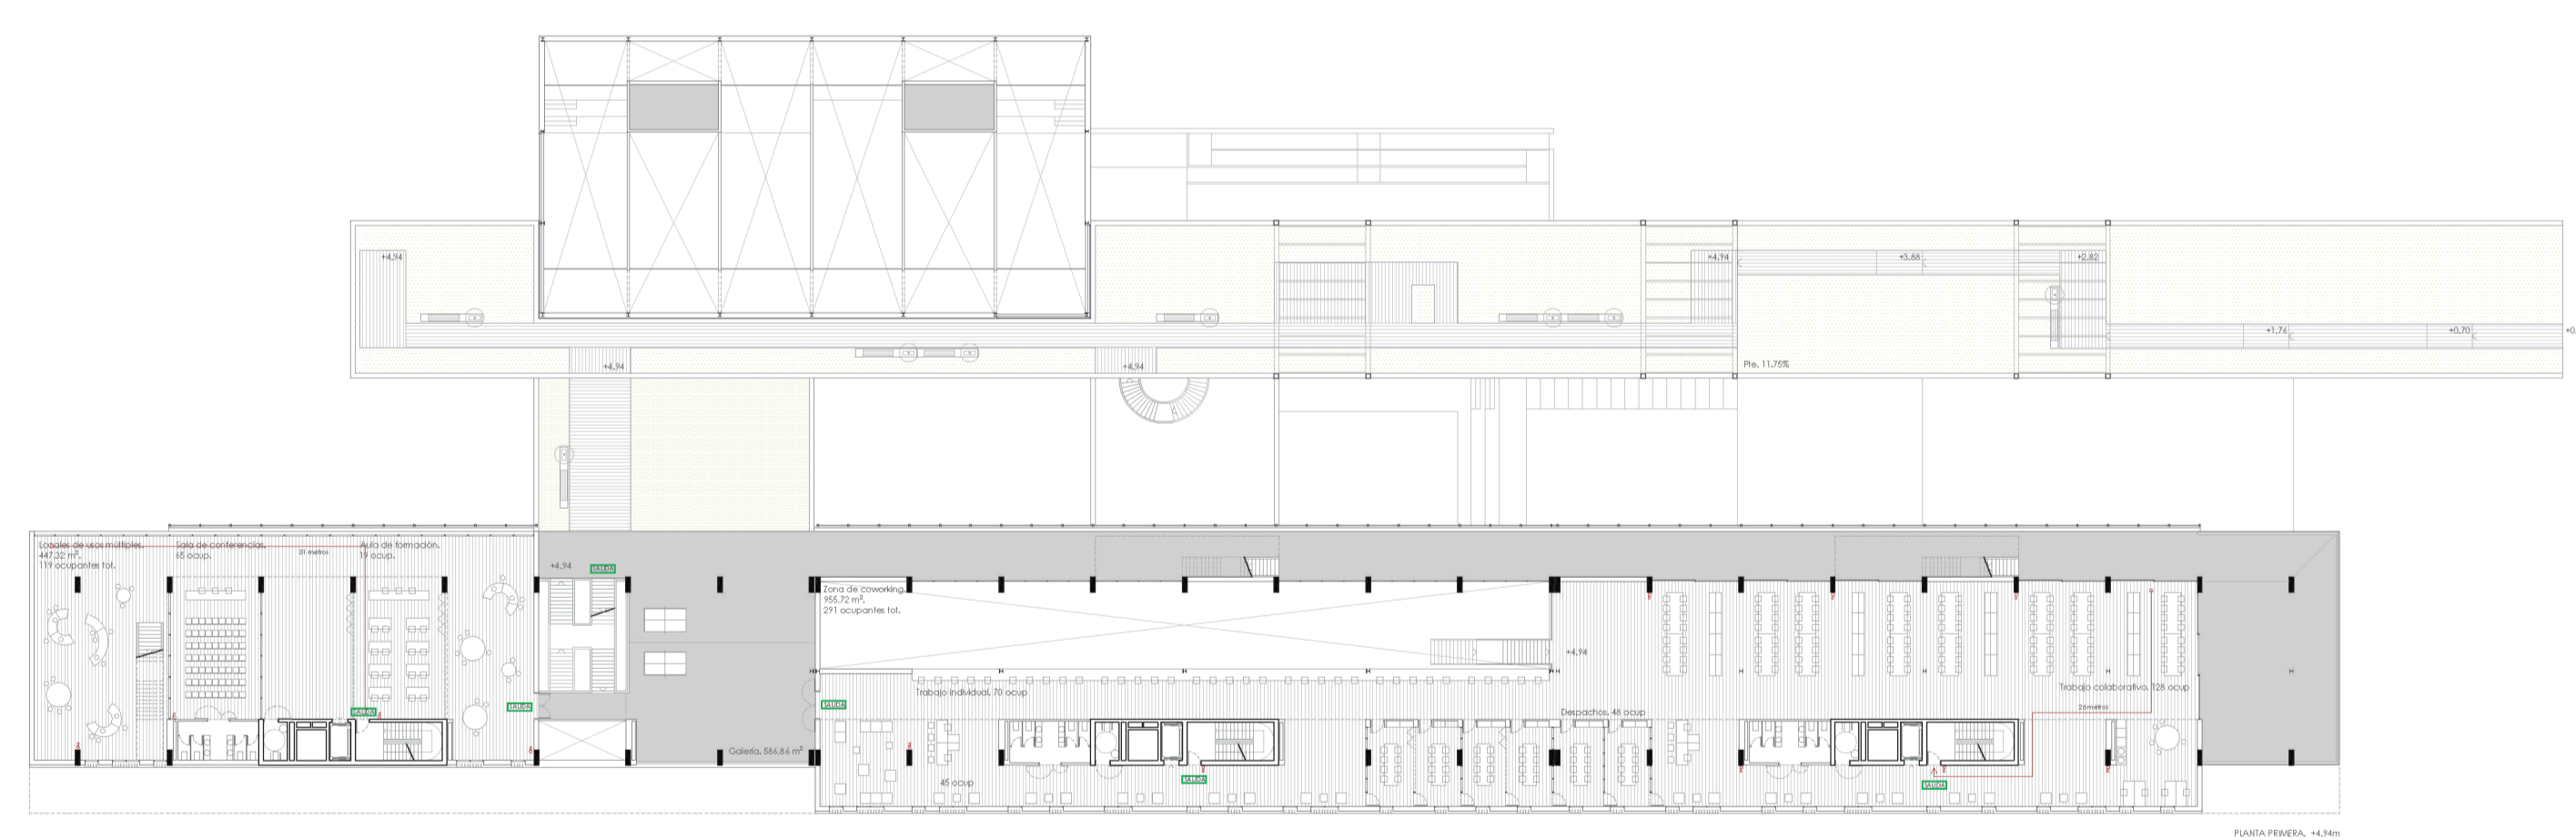 +4,94
+4,94
+3,88
+2,82
+1,76
+0,70
+0,
+4,94
+4,94
Pte. 11.75%
Locales de usos múltiples.
447,32 m².
119 ocupantes tot.
Sala de conferencias.
65 ocup.
31 metros
Aula de formación.
19 ocup.
+4,94
SALIDA
Zona de coworking.
955,72 m².
291 ocupantes tot.
+4,94
Trabajo individual. 70 ocup
Trabajo colaborativo. 128 ocup
SALIDA
SALIDA
SALIDA
Despachos. 48 ocup
26 metros
Galería. 586,86 m²
45 ocup
SALIDA
SALIDA
PLANTA PRIMERA. +4.94m